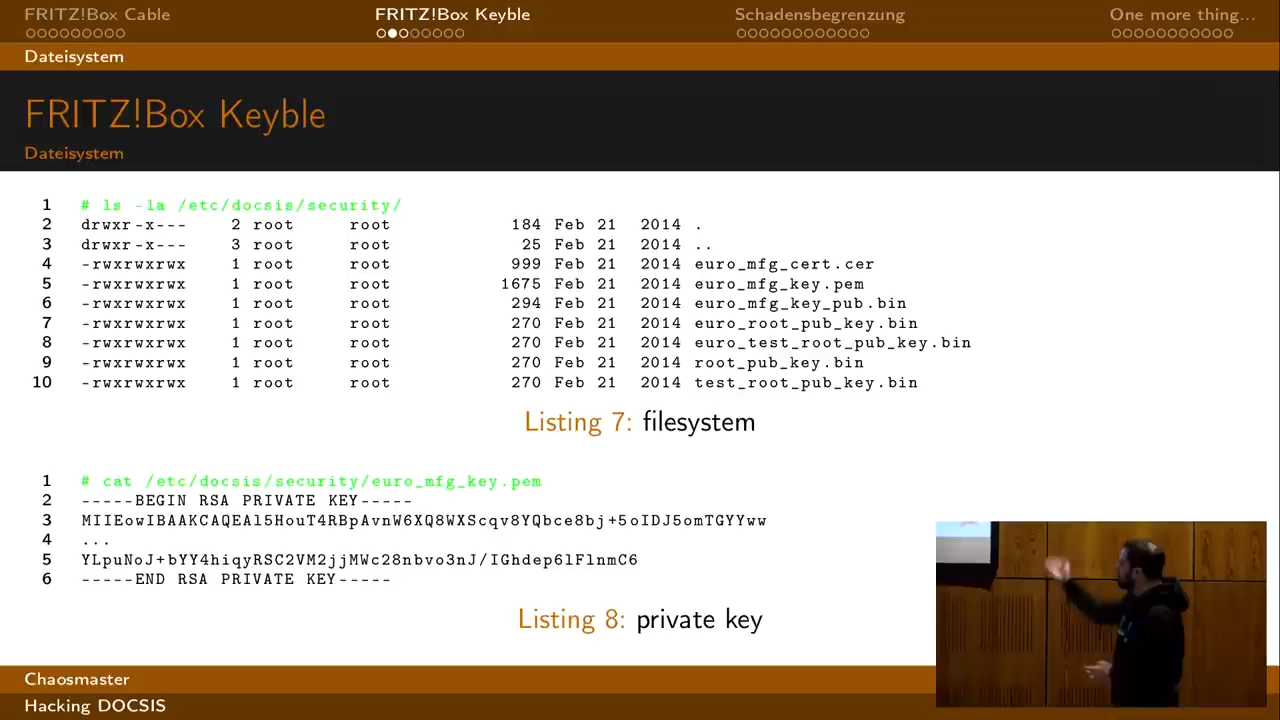 FRITZ!Box Cable FRITZ!Box Keyble Schadensbegrenzung One more thing...
Dateisystem
FRITZ!Box Keyble
Dateisystem
1 # ls -la /etc/docsis/security/
2 drwxr-x--- 2 root root 184 Feb 21 2014 .
3 drwxr-x--- 3 root root 25 Feb 21 2014 ..
4 -rwxrwxrwx 1 root root 999 Feb 21 2014 euro_mfg_cert.cer
5 -rwxrwxrwx 1 root root 1675 Feb 21 2014 euro_mfg_key.pem
6 -rwxrwxrwx 1 root root 294 Feb 21 2014 euro_mfg_key_pub.bin
7 -rwxrwxrwx 1 root root 270 Feb 21 2014 euro_root_pub_key.bin
8 -rwxrwxrwx 1 root root 270 Feb 21 2014 euro_test_root_pub_key.bin
9 -rwxrwxrwx 1 root root 270 Feb 21 2014 root_pub_key.bin
10 -rwxrwxrwx 1 root root 270 Feb 21 2014 test_root_pub_key.bin
Listing 7: filesystem
1 # cat /etc/docsis/security/euro_mfg_key.pem
2 -----BEGIN RSA PRIVATE KEY-----
3 MIIEowIBAAKCAQEAl5HouT4RBpAvnW6XQ8WXScqv8YQbce8bj+5oIDJ5omTGYYww
4 ...
5 YLpuNoJ+bYY4hiqyRSC2VM2jjMWc28nbvo3nJ/IGhdep6lFlnmC6
6 -----END RSA PRIVATE KEY-----
Listing 8: private key
Chaosmaster
Hacking DOCSIS